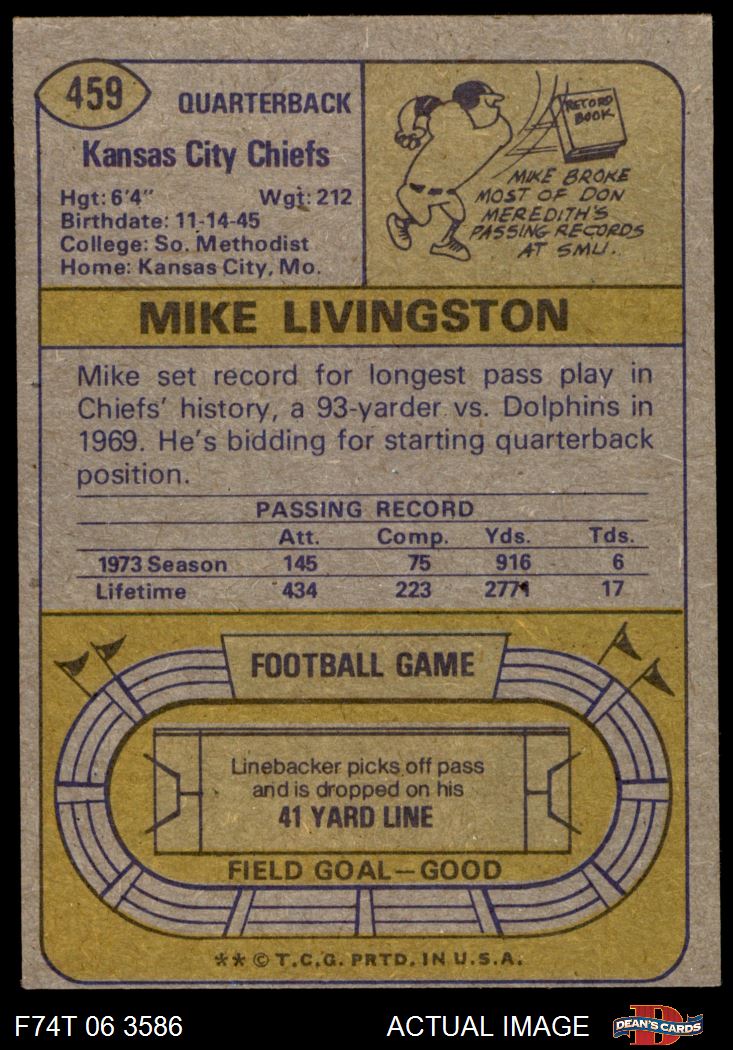 459
QUARTERBACK
Kansas City Chiefs
Hgt: 6'4" Wgt: 212
Birthdate: 11-14-45
College: So. Methodist
Home: Kansas City, Mo.
RECORD
BOOK
MIKE BROKE
MOST OF DON
MEREDITH'S
PASSING RECORDS
AT SMU.
MIKE LIVINGSTON
Mike set record for longest pass play in
Chiefs' history, a 93-yarder vs. Dolphins in
1969. He's bidding for starting quarterback
position.
PASSING RECORD
Att. Comp. Yds. Tds.
1973 Season 145 75 916 6
Lifetime 434 223 2771 17
FOOTBALL GAME
Linebacker picks off pass
and is dropped on his
41 YARD LINE
FIELD GOAL—GOOD
** © T.C.G. PRTD. IN U.S.A.
F74T 06 3586 ACTUAL IMAGE D DEAN'S CARDS